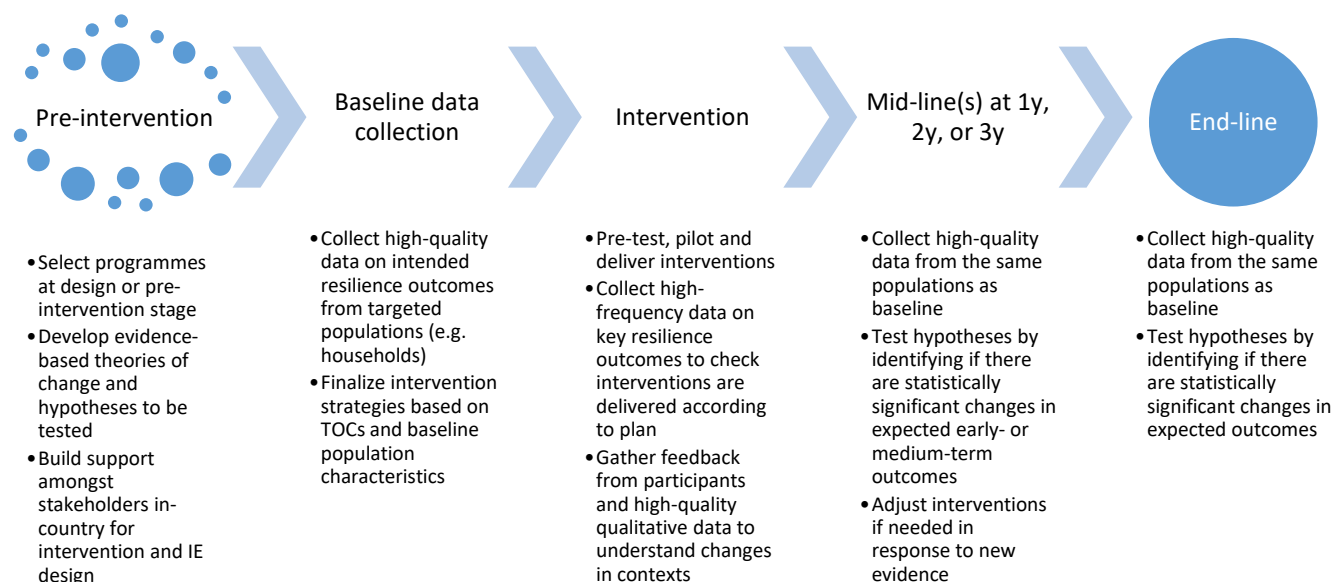 Pre-intervention
Baseline data
collection
Intervention
Mid-line(s) at 1y,
2y, or 3y
End-line
•Select programmes
at design or pre-
intervention stage
•Develop evidence-
based theories of
change and
hypotheses to be
tested
•Build support
amongst
stakeholders in-
country for
intervention and IE
design
•Collect high-quality
data on intended
resilience outcomes
from targeted
populations (e.g.
households)
•Finalize intervention
strategies based on
TOCs and baseline
population
characteristics
•Pre-test, pilot and
deliver interventions
•Collect high-
frequency data on
key resilience
outcomes to check
interventions are
delivered according
to plan
•Gather feedback
from participants
and high-quality
qualitative data to
understand changes
in contexts
•Collect high-quality
data from the same
populations as
baseline
•Test hypotheses by
identifying if there
are statistically
significant changes in
expected early- or
medium-term
outcomes
•Adjust interventions
if needed in
response to new
evidence
•Collect high-quality
data from the same
populations as
baseline
•Test hypotheses by
identifying if there
are statistically
significant changes in
expected outcomes